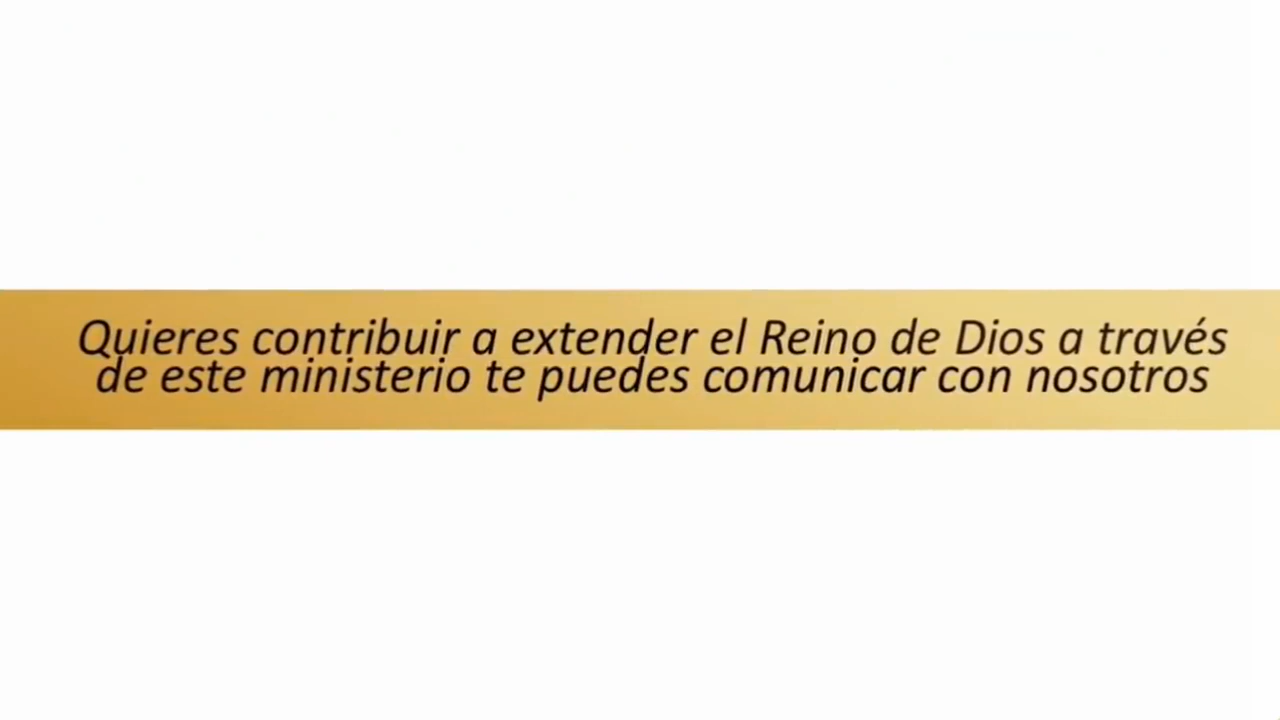 Quieres contribuir a extender el Reino de Dios a través
de este ministerio te puedes comunicar con nosotros